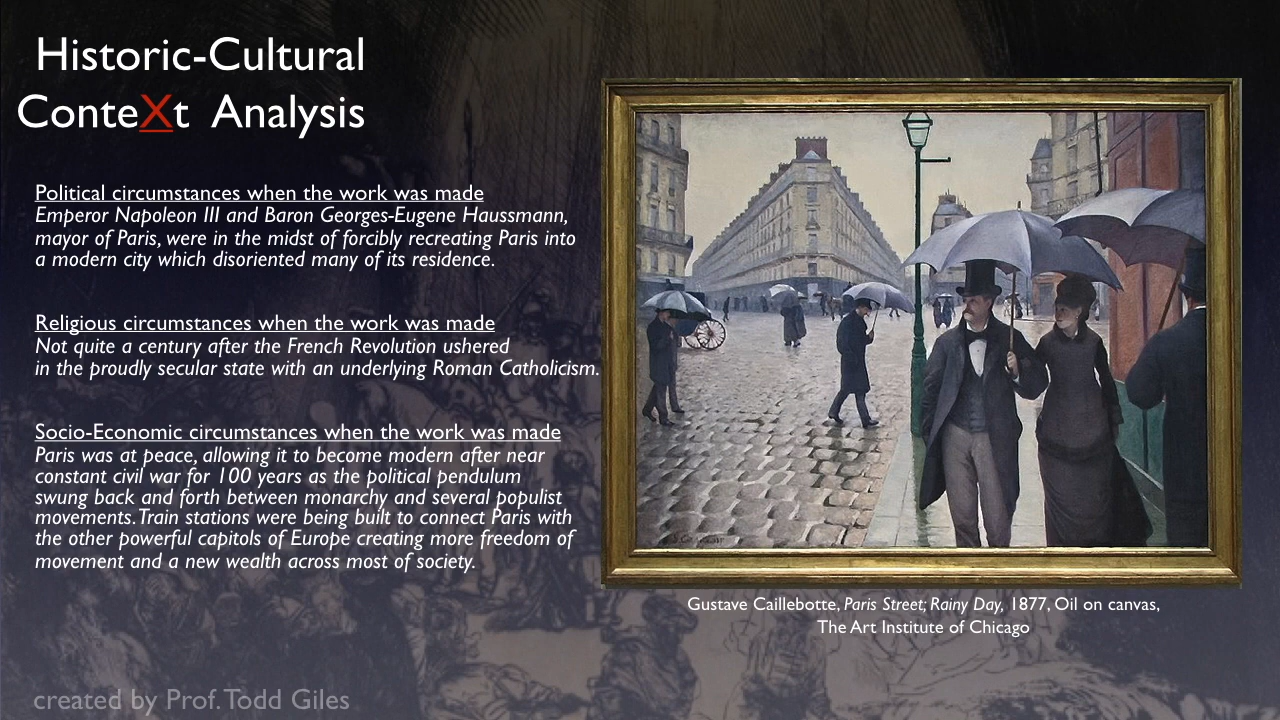 Historic-Cultural
ConteXt Analysis
Political circumstances when the work was made
Emperor Napoleon III and Baron Georges-Eugene Haussmann,
mayor of Paris, were in the midst of forcibly recreating Paris into
a modern city which disoriented many of its residence.
Religious circumstances when the work was made
Not quite a century after the French Revolution ushered
in the proudly secular state with an underlying Roman Catholicism.
Socio-Economic circumstances when the work was made
Paris was at peace, allowing it to become modern after near
constant civil war for 100 years as the political pendulum
swung back and forth between monarchy and several populist
movements. Train stations were being built to connect Paris with
the other powerful capitols of Europe creating more freedom of
movement and a new wealth across most of society.
Gustave Caillebotte, Paris Street; Rainy Day, 1877, Oil on canvas,
The Art Institute of Chicago
created by Prof. Todd Giles